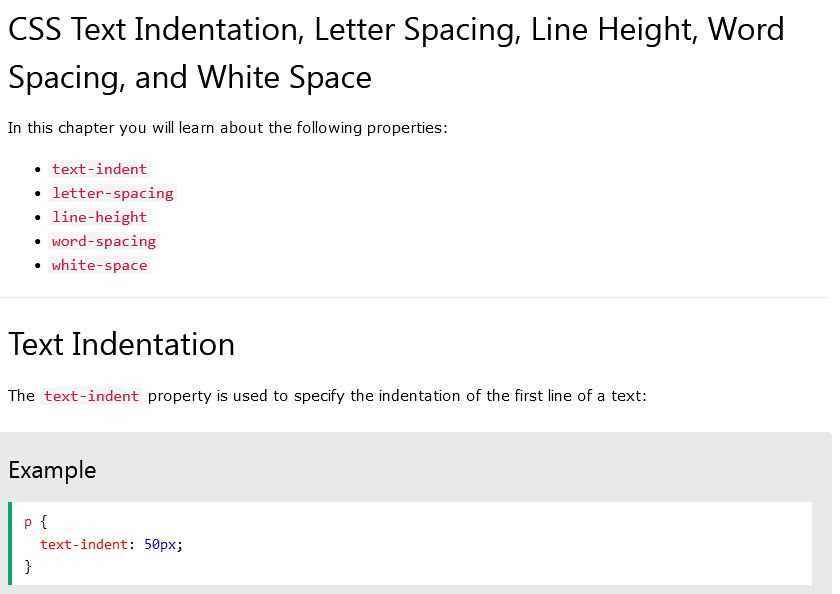 CSS Text Indentation, Letter Spacing, Line Height, Word
Spacing, and White Space
In this chapter you will learn about the following properties:
text-indent
letter-spacing
line-height
word-spacing
white-space
Text Indentation
The text-indent property is used to specify the indentation of the first line of a text:
Example
p {
text-indent: 50px;
}